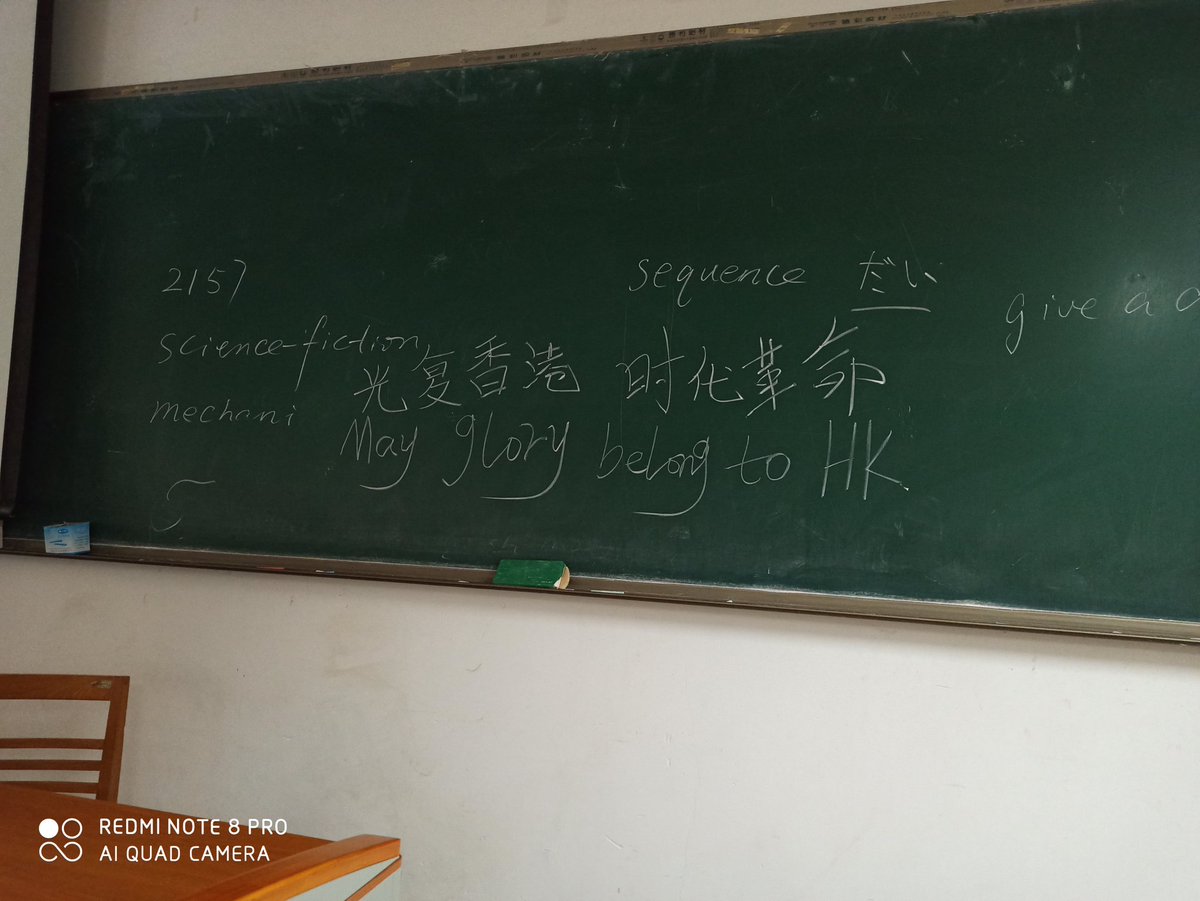 2157
sequence だい
give a
science-fiction
光复香港 时代革命
mechani
May glory belong to HK
REDMI NOTE 8 PRO
AI QUAD CAMERA